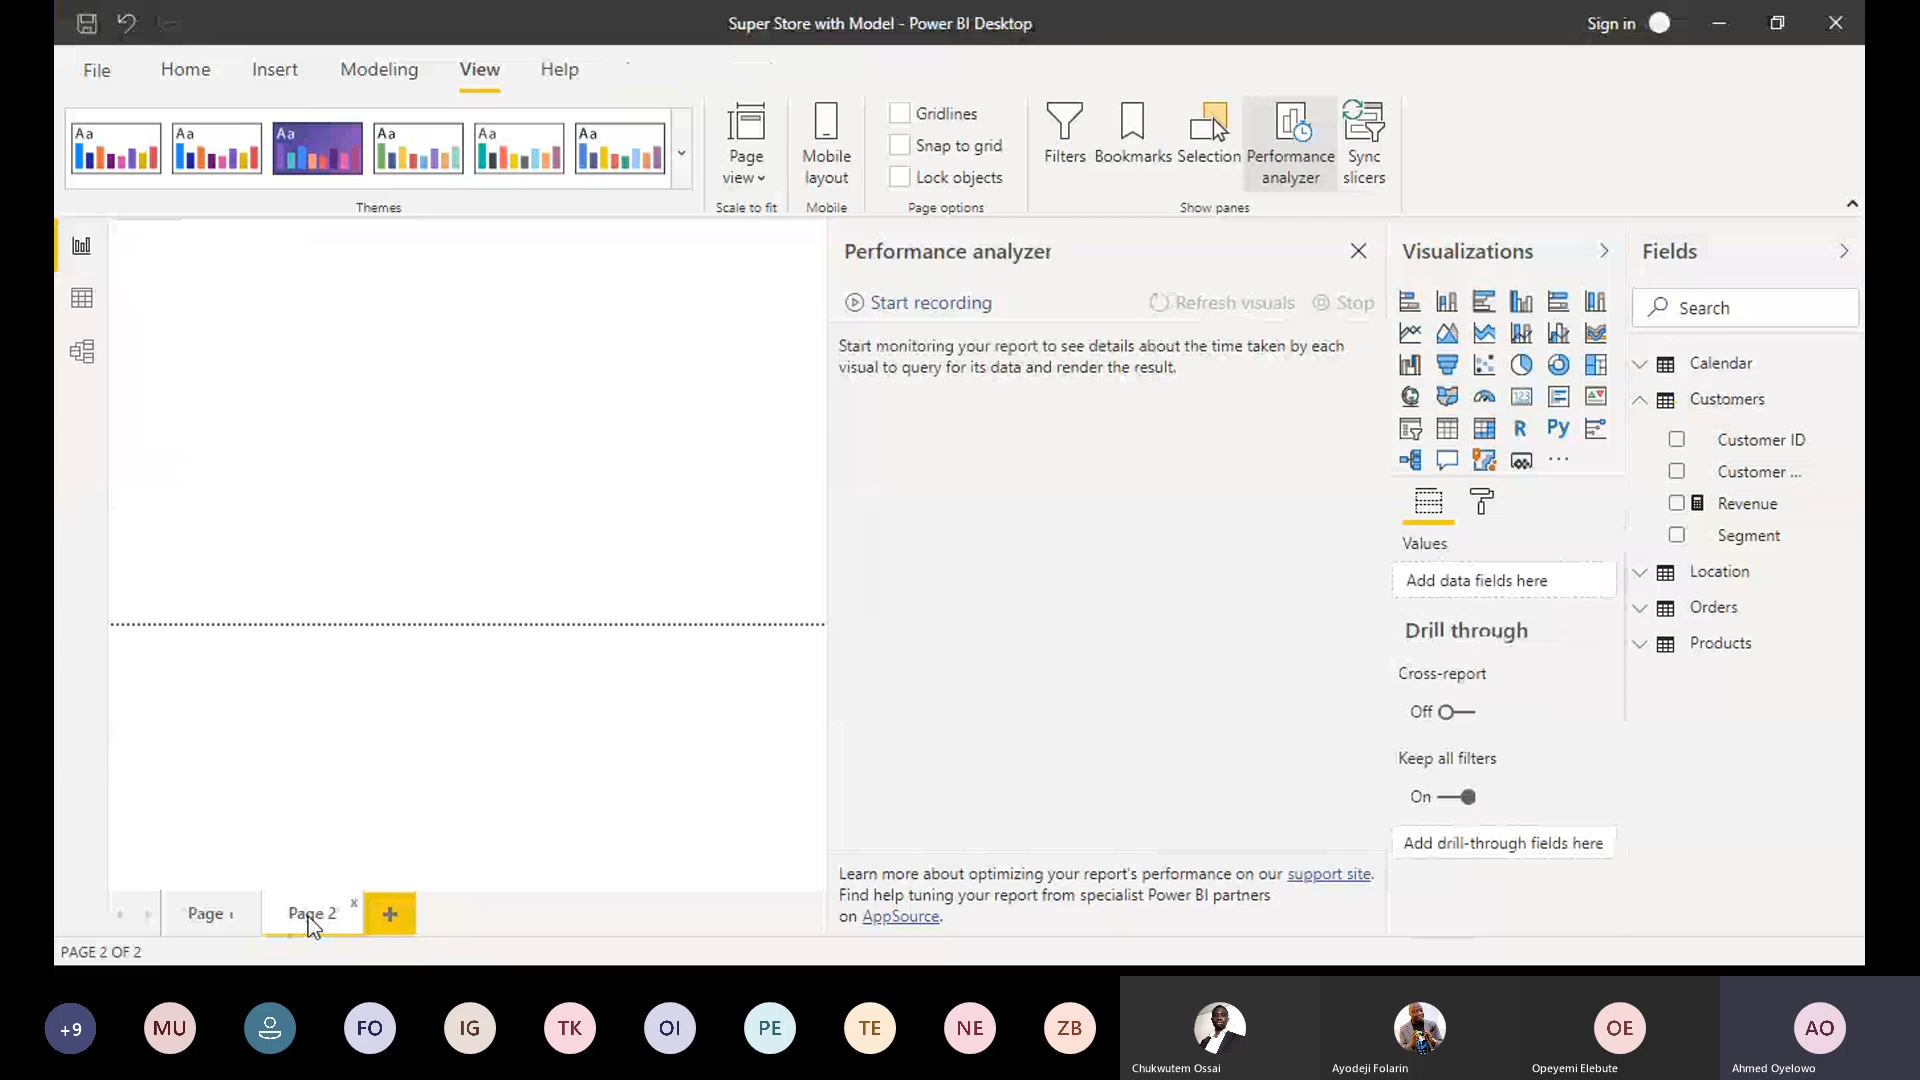 Super Store with Model - Power BI Desktop
Sign in
File
Home
Insert
Modeling
View
Help
Aa
Aa
Aa
Aa
Aa
Aa
Themes
Page
view
Scale to fit
Mobile
layout
Mobile
Gridlines
Snap to grid
Lock objects
Page options
Filters
Bookmarks
Selection
Performance
analyzer
Sync
slicers
Show panes
Performance analyzer
Start recording
Refresh visuals
Stop
Start monitoring your report to see details about the time taken by each
visual to query for its data and render the result.
Learn more about optimizing your report's performance on our support site.
Find help tuning your report from specialist Power BI partners
on AppSource.
Visualizations
123
R
Py
Values
Add data fields here
Drill through
Cross-report
Off
Keep all filters
On
Add drill-through fields here
Fields
Search
Calendar
Customers
Customer ID
Customer ...
Revenue
Segment
Location
Orders
Products
Page 1
Page 2
x
+
PAGE 2 OF 2
+9
MU
FO
IG
TK
OI
PE
TE
NE
ZB
Chukwutem Ossai
Ayodeji Folarin
OE
Opeyemi Elebute
AO
Ahmed Oyelowo